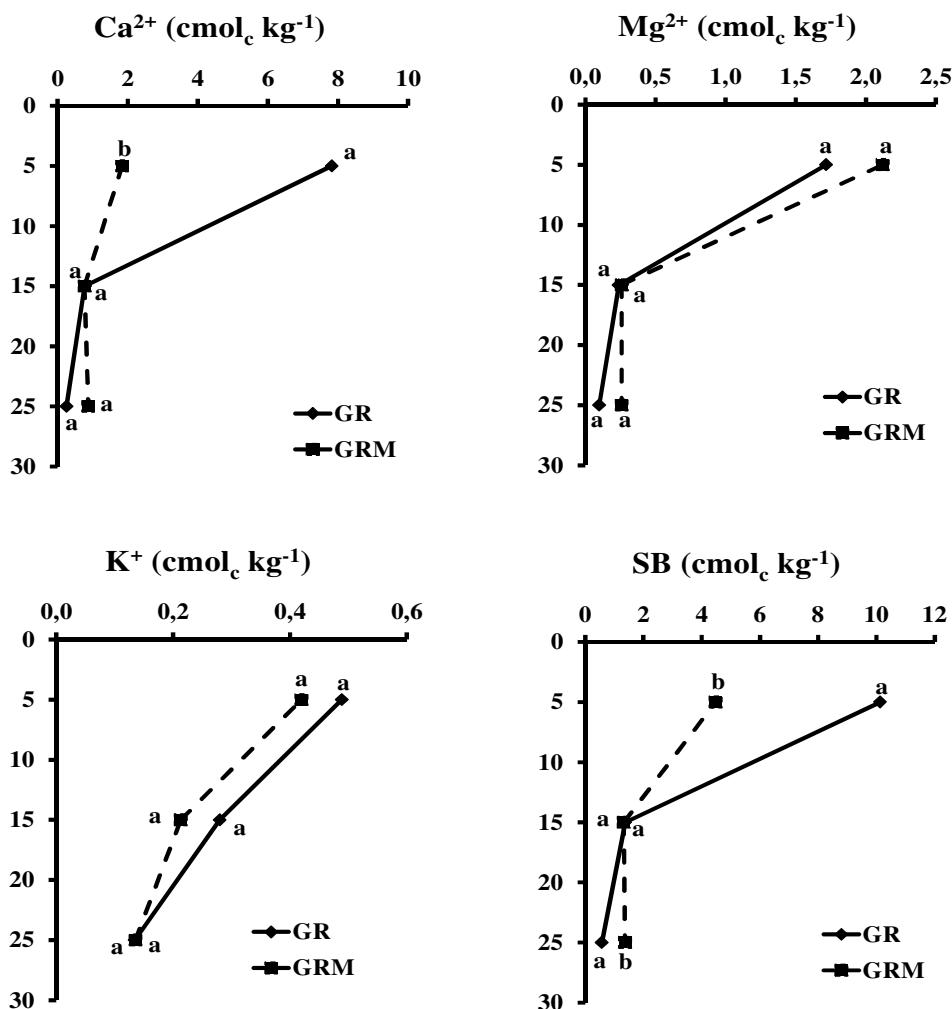 Ca²⁺ (cmol_c kg⁻¹)
0 2 4 6 8 10
0
5
10
15
20
25
30
b
a
a
a
a
a
GR
GRM
Mg²⁺ (cmol_c kg⁻¹)
0,0 0,5 1,0 1,5 2,0 2,5
0
5
10
15
20
25
30
a a
a
a
a a
GR
GRM
K⁺ (cmol_c kg⁻¹)
0,0 0,2 0,4 0,6
0
5
10
15
20
25
30
a a
a
a
a a
GR
GRM
SB (cmol_c kg⁻¹)
0 2 4 6 8 10 12
0
5
10
15
20
25
30
b a
a a
a b
GR
GRM